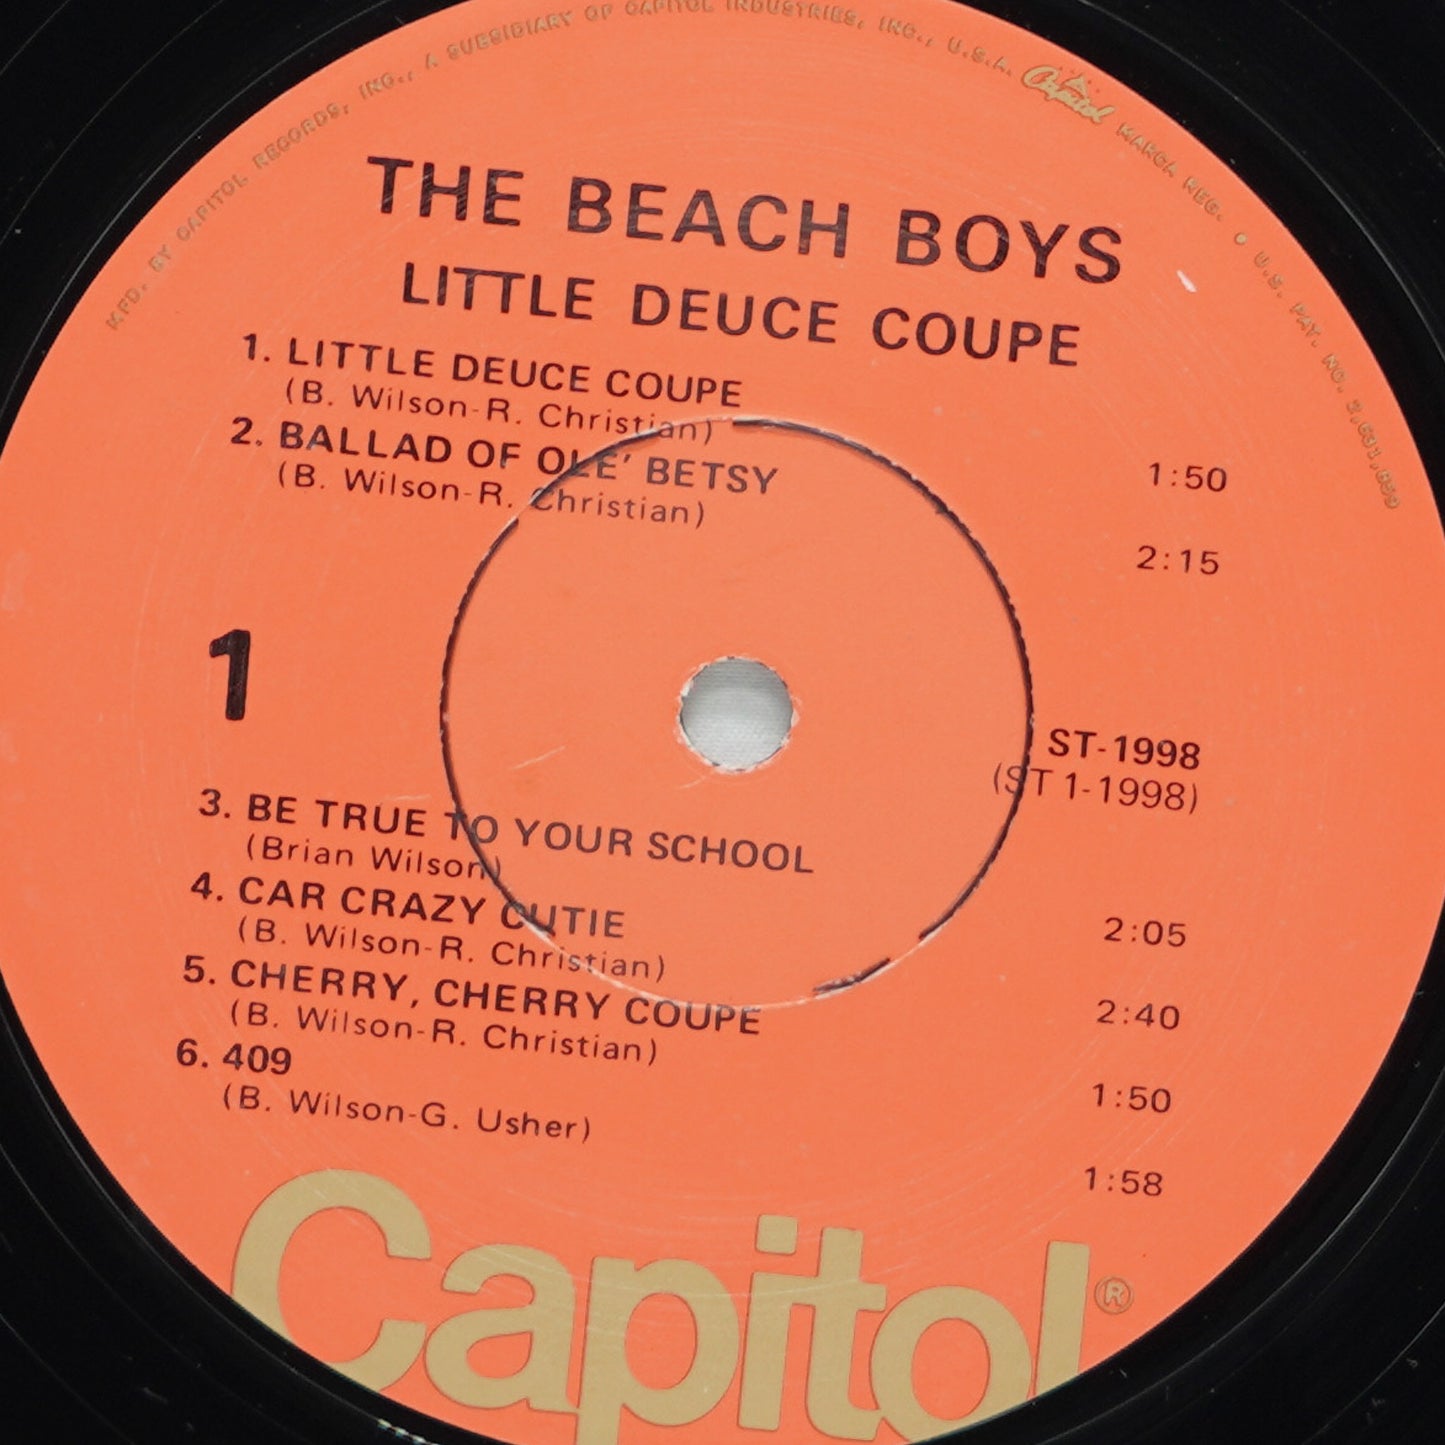 MFD. BY CAPITOL RECORDS, INC., A SUBSIDIARY OF CAPITOL INDUSTRIES, INC., U.S.A. Capitol MARCA REG. • U.S. PAT. NO. 2,631,859
THE BEACH BOYS
LITTLE DEUCE COUPE
1. LITTLE DEUCE COUPE
(B. Wilson-R. Christian)
1:50
2. BALLAD OF OLE' BETSY
(B. Wilson-R. Christian)
2:15
1
ST-1998
(ST 1-1998)
3. BE TRUE TO YOUR SCHOOL
(Brian Wilson)
2:05
4. CAR CRAZY CUTIE
(B. Wilson-R. Christian)
2:40
5. CHERRY, CHERRY COUPE
(B. Wilson-R. Christian)
1:50
6. 409
(B. Wilson-G. Usher)
1:58
Capitol®